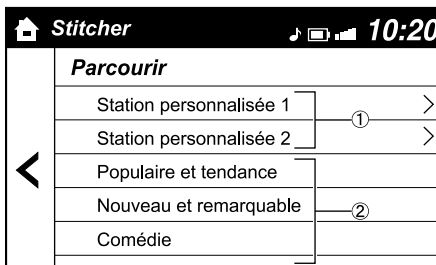 Stitcher 10:20
Parcourir
Station personnalisée 1
①
Station personnalisée 2
Populaire et tendance
Nouveau et remarquable
②
Comédie